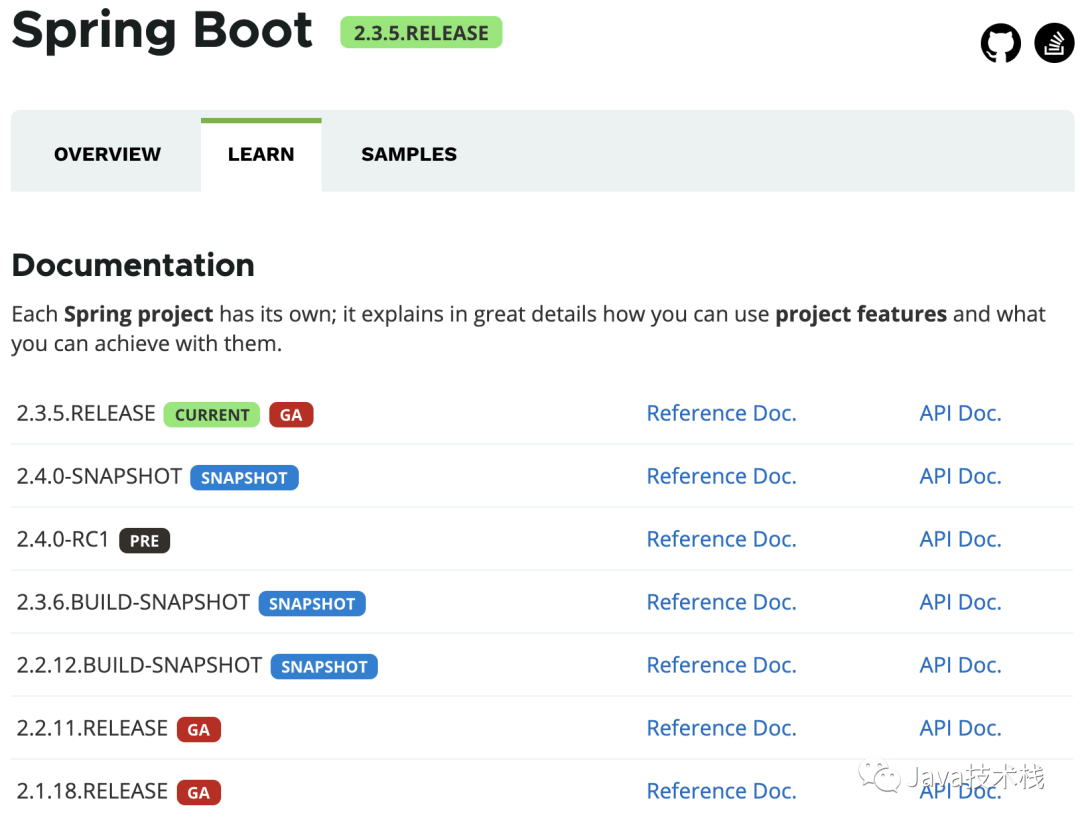 Spring Boot 2.3.5.RELEASE
OVERVIEW LEARN SAMPLES
Documentation
Each Spring project has its own; it explains in great details how you can use project features and what
you can achieve with them.
2.3.5.RELEASE CURRENT GA Reference Doc. API Doc.
2.4.0-SNAPSHOT SNAPSHOT Reference Doc. API Doc.
2.4.0-RC1 PRE Reference Doc. API Doc.
2.3.6.BUILD-SNAPSHOT SNAPSHOT Reference Doc. API Doc.
2.2.12.BUILD-SNAPSHOT SNAPSHOT Reference Doc. API Doc.
2.2.11.RELEASE GA Reference Doc. API Doc.
Java技术栈
2.1.18.RELEASE GA Reference Doc. API Doc.